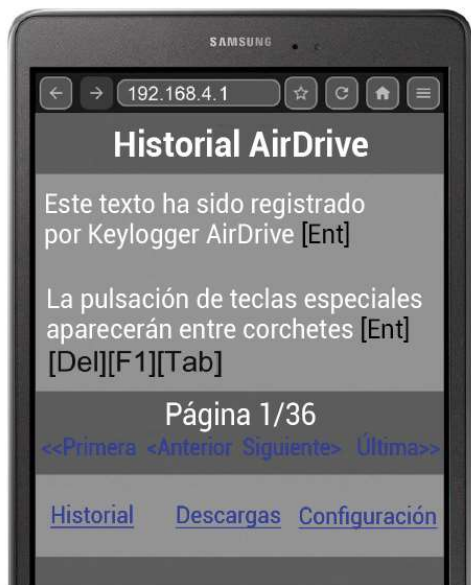 SAMSUNG
192.168.4.1
Historial AirDrive
Este texto ha sido registrado
por Keylogger AirDrive [Ent]
La pulsación de teclas especiales
aparecerán entre corchetes [Ent]
[Del][F1][Tab]
Página 1/36
<<Primera <Anterior Siguiente> Última>>
Historial Descargas Configuración